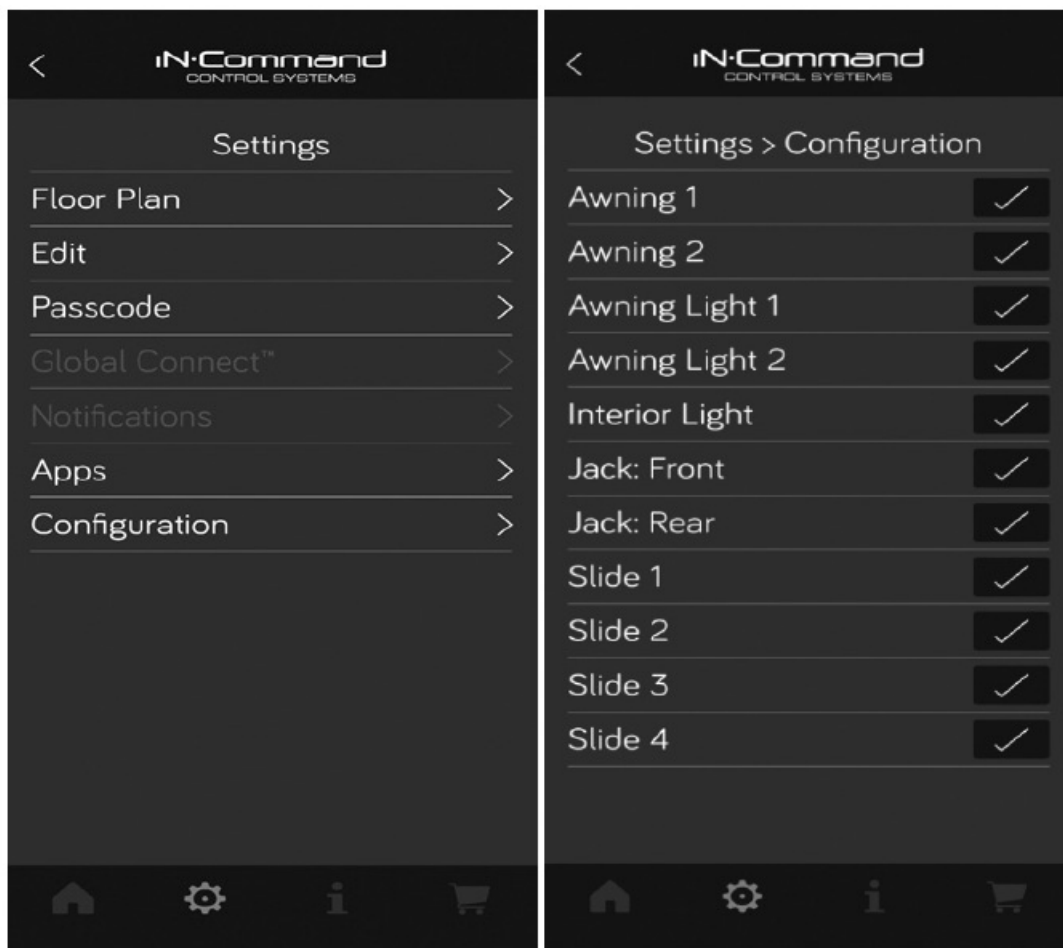 iN·Command
CONTROL SYSTEMS
Settings
Floor Plan
Edit
Passcode
Global Connect™
Notifications
Apps
Configuration
iN·Command
CONTROL SYSTEMS
Settings > Configuration
Awning 1
Awning 2
Awning Light 1
Awning Light 2
Interior Light
Jack: Front
Jack: Rear
Slide 1
Slide 2
Slide 3
Slide 4